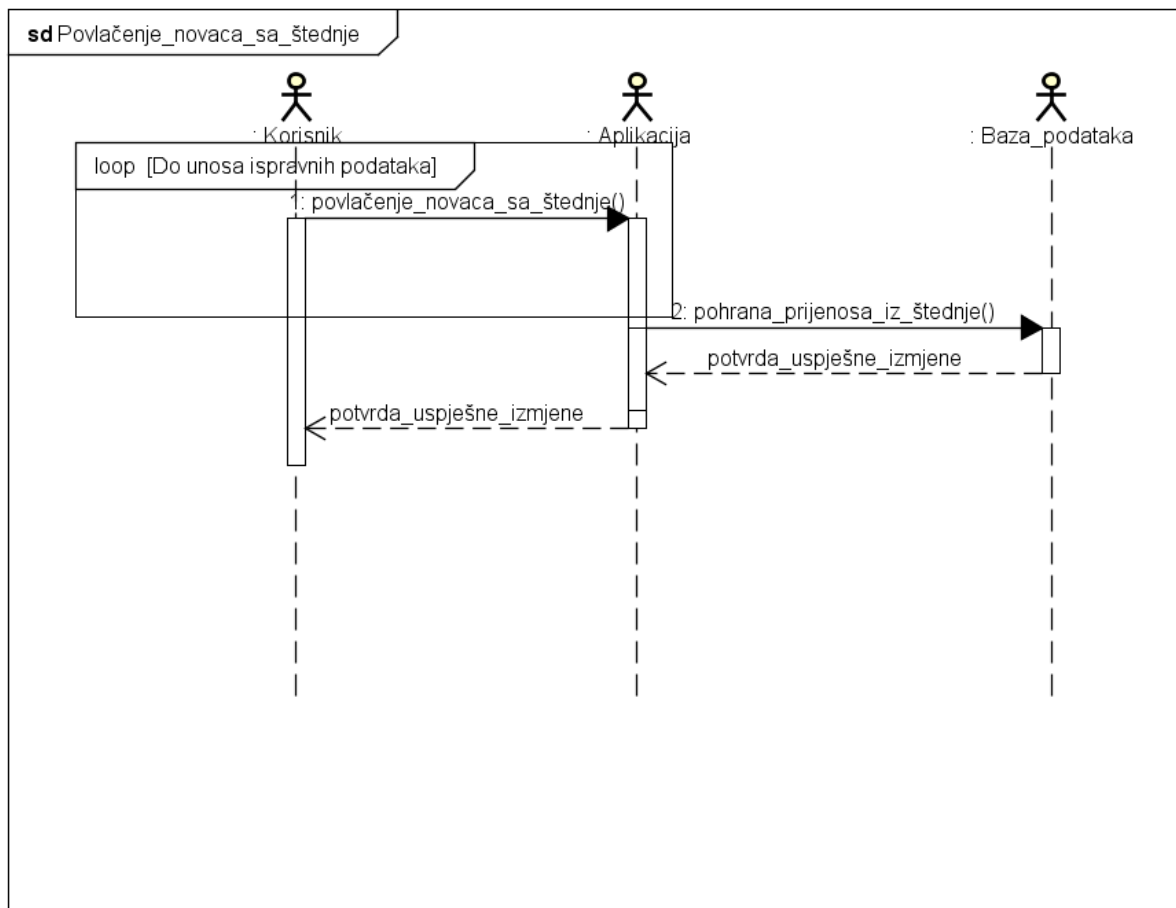 sd Povlačenje_novaca_sa_štednje
: Korisnik
: Aplikacija
: Baza_podataka
loop [Do unosa ispravnih podataka]
1: povlačenje_novaca_sa_štednje()
2: pohrana_prijenosa_iz_štednje()
potvrda_uspješne_izmjene
potvrda_uspješne_izmjene